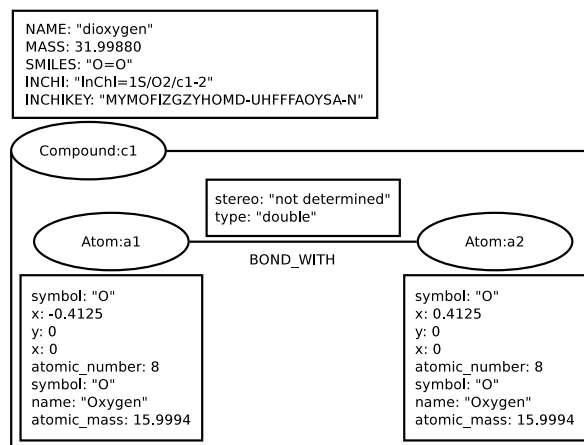 NAME: "dioxygen"
MASS: 31.99880
SMILES: "O=O"
INCHI: "InChI=1S/O2/c1-2"
INCHIKEY: "MYMOFIZGZYHOMD-UHFFFAOYSA-N"
Compound:c1
stereo: "not determined"
type: "double"
Atom:a1
BOND_WITH
Atom:a2
symbol: "O"
x: -0.4125
y: 0
x: 0
atomic_number: 8
symbol: "O"
name: "Oxygen"
atomic_mass: 15.9994
symbol: "O"
x: 0.4125
y: 0
x: 0
atomic_number: 8
symbol: "O"
name: "Oxygen"
atomic_mass: 15.9994